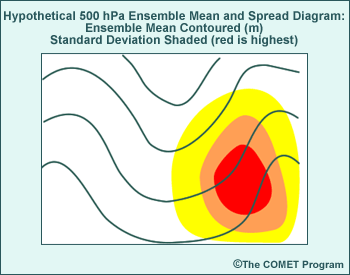 Hypothetical 500 hPa Ensemble Mean and Spread Diagram:
Ensemble Mean Contoured (m)
Standard Deviation Shaded (red is highest)
©The COMET Program